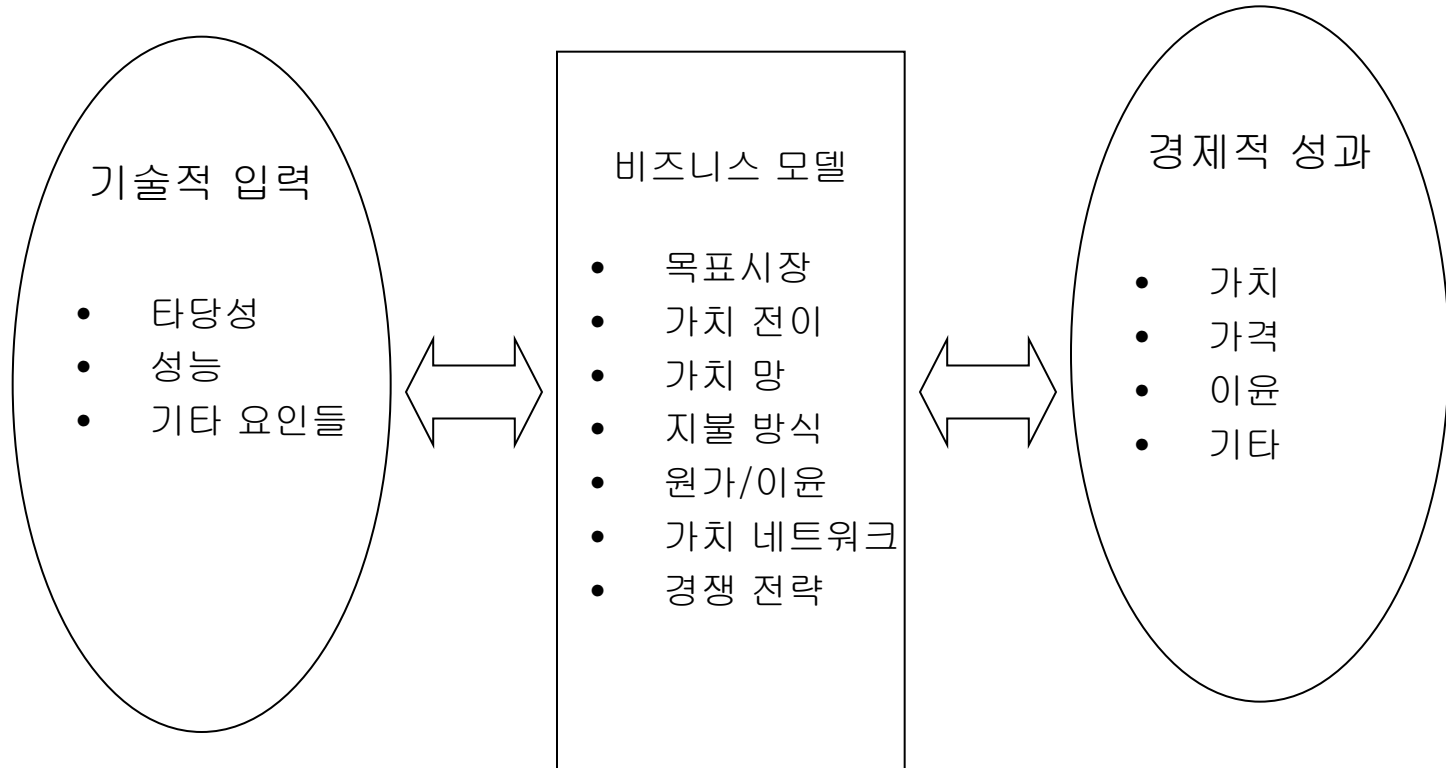 기술적 입력
• 타당성
• 성능
• 기타 요인들
비즈니스 모델
• 목표시장
• 가치 전이
• 가치 망
• 지불 방식
• 원가/이윤
• 가치 네트워크
• 경쟁 전략
경제적 성과
• 가치
• 가격
• 이윤
• 기타